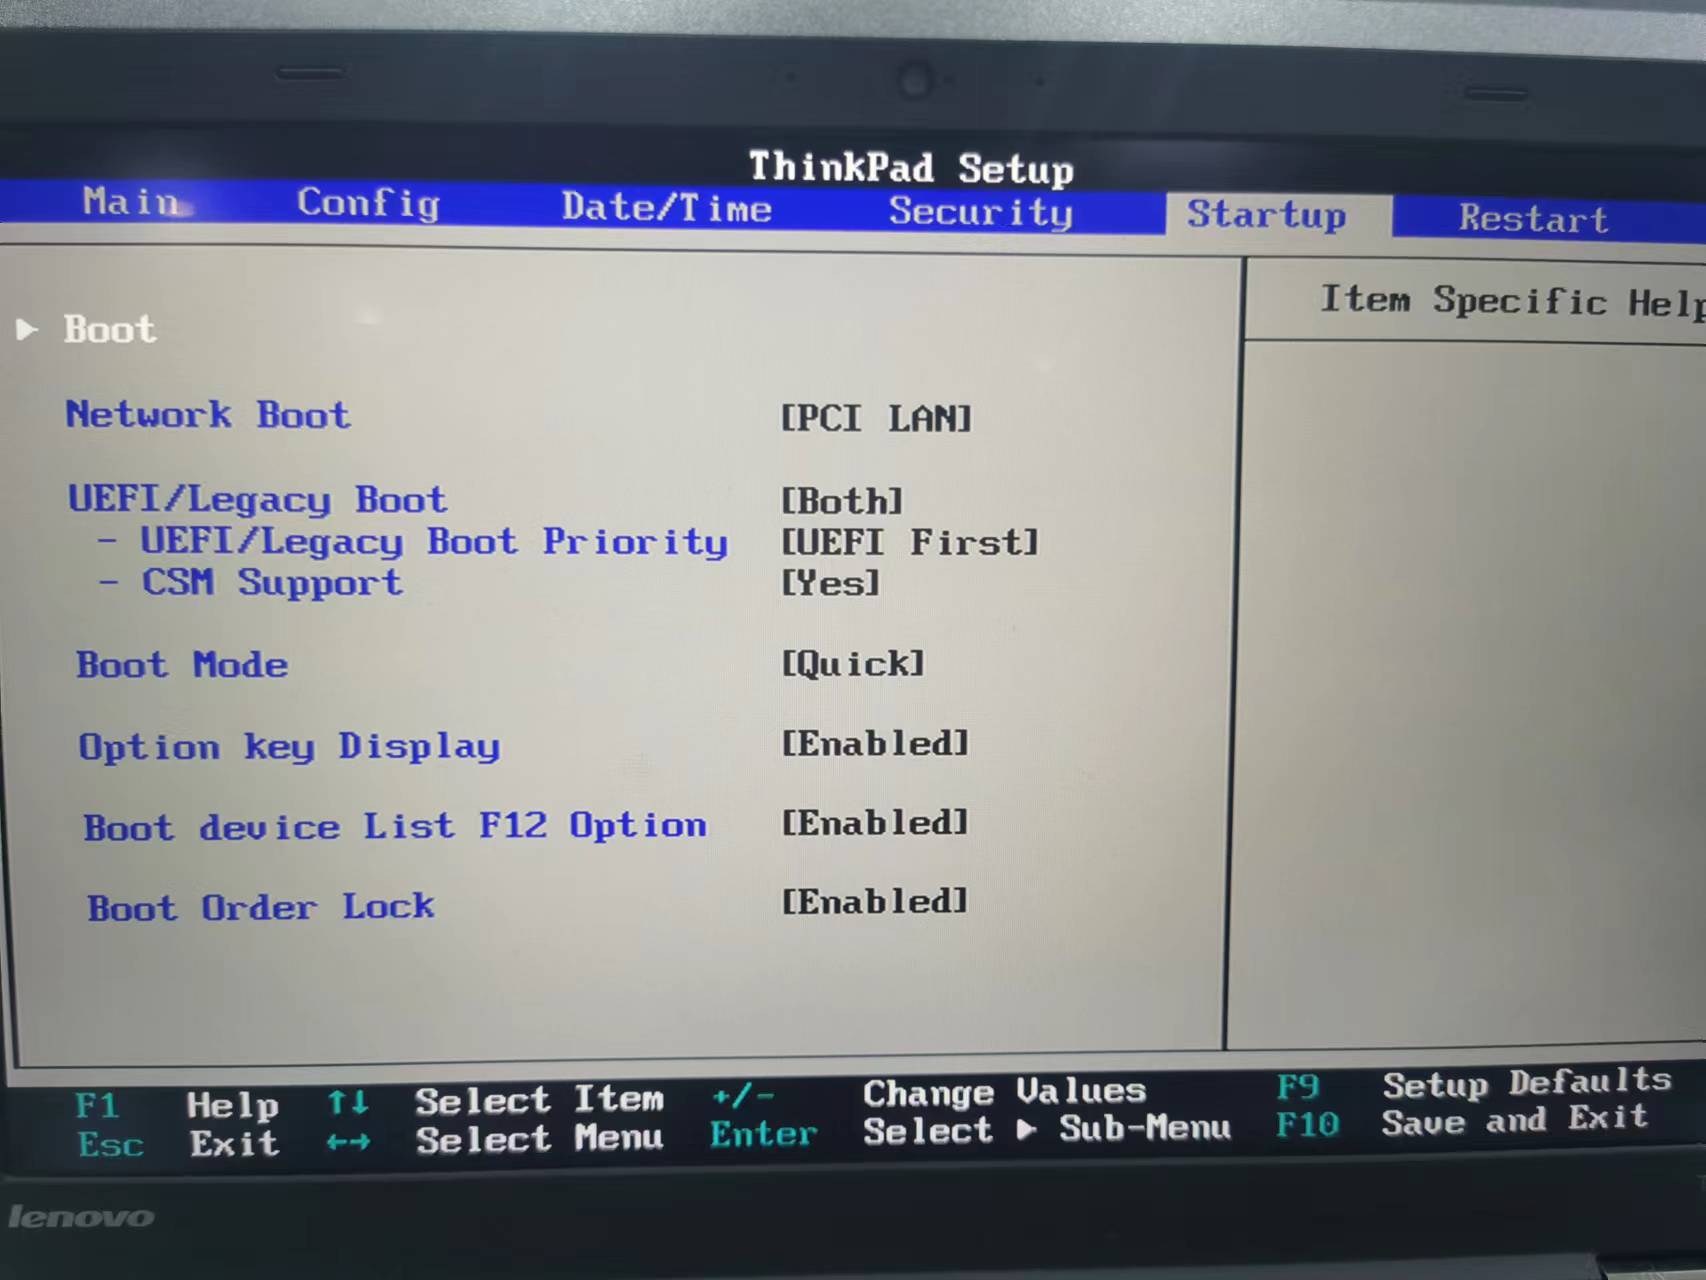 ThinkPad Setup
Main Config Date/Time Security Startup Restart
Item Specific Help
▶ Boot
Network Boot [PCI LAN]
UEFI/Legacy Boot [Both]
- UEFI/Legacy Boot Priority [UEFI First]
- CSM Support [Yes]
Boot Mode [Quick]
Option key Display [Enabled]
Boot device List F12 Option [Enabled]
Boot Order Lock [Enabled]
F1 Help ↑↓ Select Item +/- Change Values F9 Setup Defaults
Esc Exit ←→ Select Menu Enter Select ▶ Sub-Menu F10 Save and Exit
lenovo